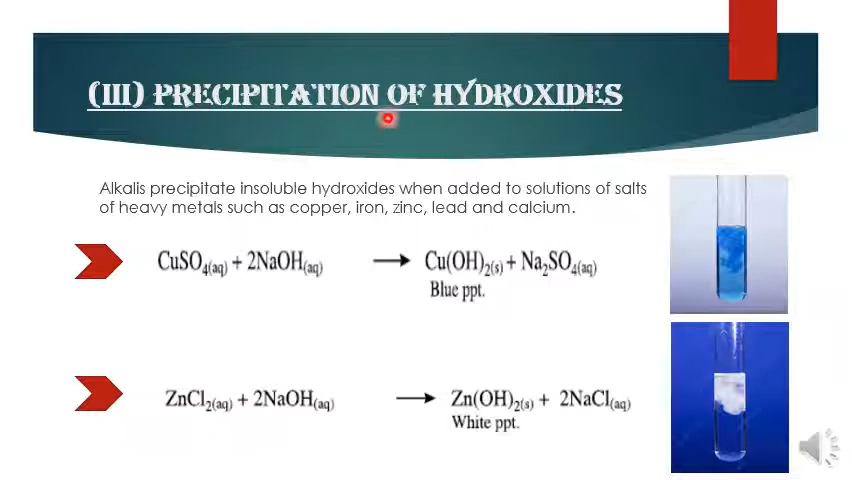 (III) PRECIPITATION OF HYDROXIDES
Alkalis precipitate insoluble hydroxides when added to solutions of salts
of heavy metals such as copper, iron, zinc, lead and calcium.
CuSO₄(aq) + 2NaOH(aq) → Cu(OH)₂(s) + Na₂SO₄(aq)
Blue ppt.
ZnCl₂(aq) + 2NaOH(aq) → Zn(OH)₂(s) + 2NaCl(aq)
White ppt.